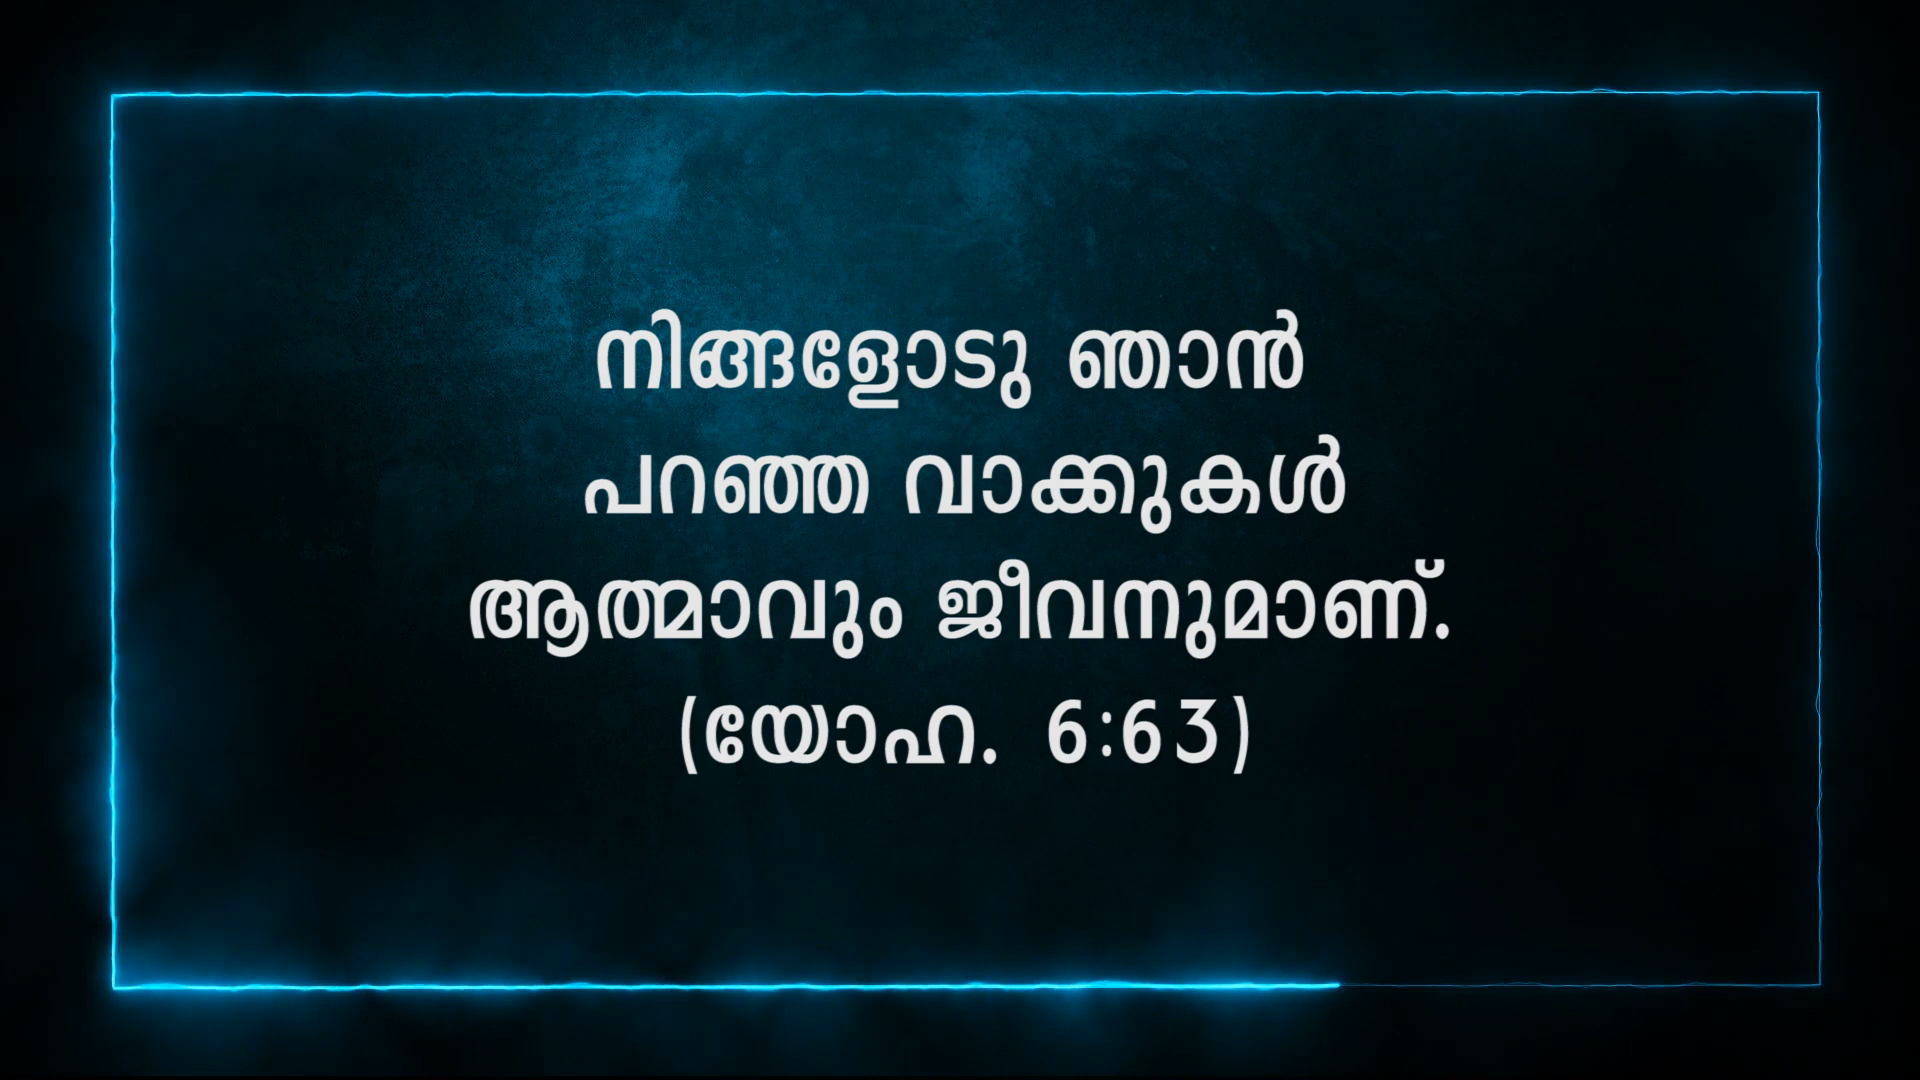 നിങ്ങളോടു ഞാൻ
പറഞ്ഞ വാക്കുകൾ
ആത്മാവും ജീവനുമാണ്.
(യോഹ. 6:63)